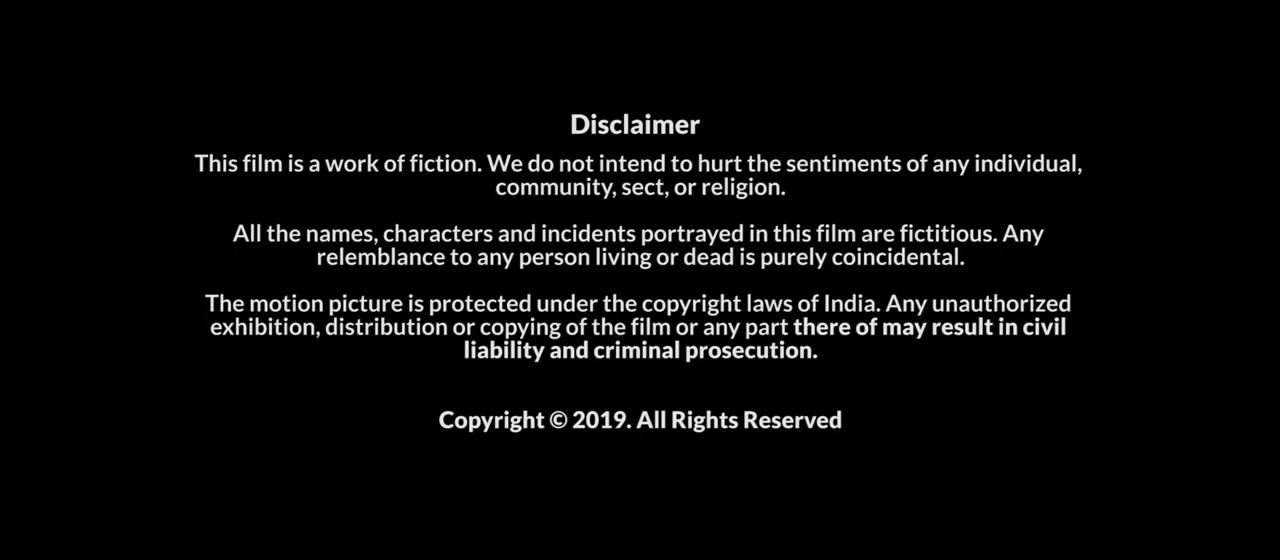 Disclaimer
This film is a work of fiction. We do not intend to hurt the sentiments of any individual,
community, sect, or religion.
All the names, characters and incidents portrayed in this film are fictitious. Any
relemblance to any person living or dead is purely coincidental.
The motion picture is protected under the copyright laws of India. Any unauthorized
exhibition, distribution or copying of the film or any part there of may result in civil
liability and criminal prosecution.
Copyright © 2019. All Rights Reserved